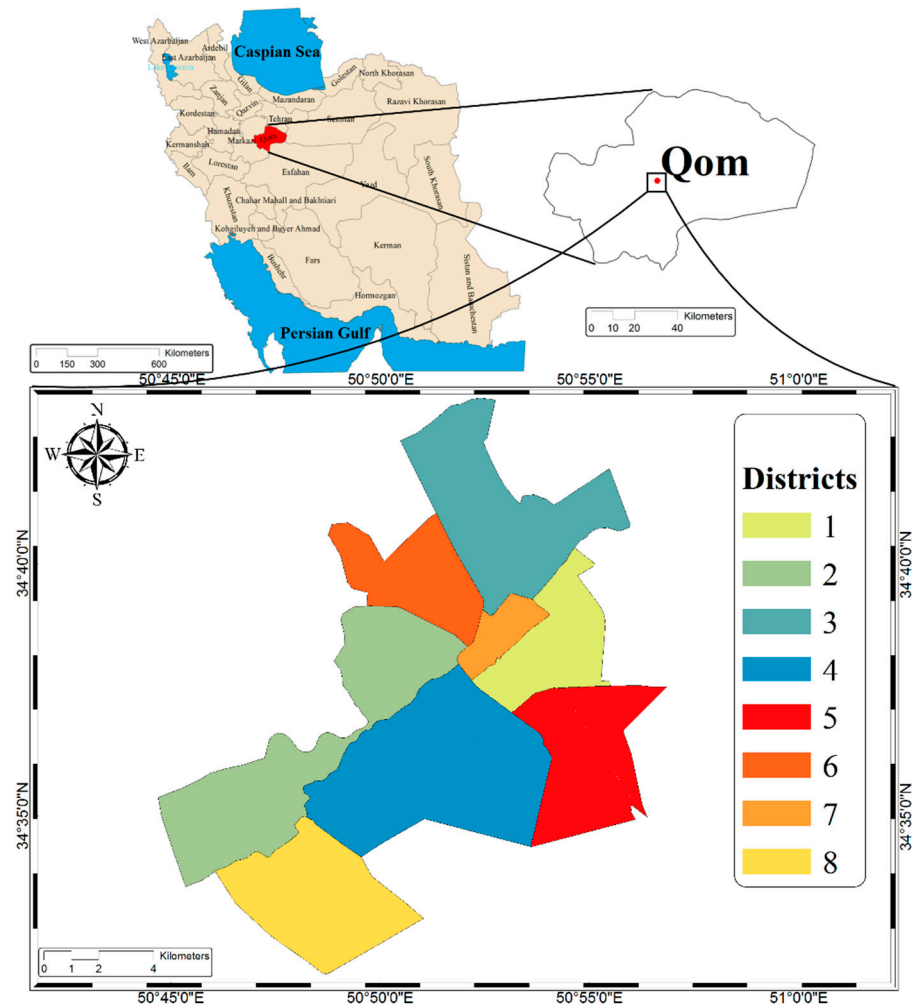 West Azarbaijan
Ardebil
East Azarbaijan
Caspian Sea
Gilan
Golestan
North Khorasan
Zanjan
Qazvin
Mazandaran
Razavi Khorasan
Kordestan
Tehran
Semnan
Hamadan
Markazi
Qom
Kermanshah
Lorestan
Esfahan
Ilam
Yazd
South Khorasan
Khuzestan
Chahar Mahall and Bakhtiari
Kohgiluyeh and Buyer Ahmad
Kerman
Bushehr
Fars
Sistan and Baluchestan
Hormozgan
Persian Gulf
Qom
Kilometers
0 10 20 40
Kilometers
0 150 300 600
50°45'0"E 50°50'0"E 50°55'0"E 51°0'0"E
N
W E
S
34°40'0"N 34°40'0"N
34°35'0"N 34°35'0"N
Districts
1
2
3
4
5
6
7
8
Kilometers
0 1 2 4
50°45'0"E 50°50'0"E 50°55'0"E 51°0'0"E